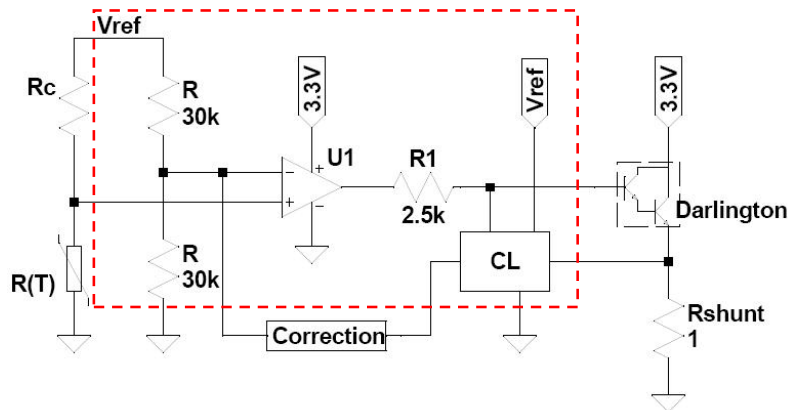 Vref
Rc
R
30k
3.3V
Vref
3.3V
U1
R1
2.5k
Darlington
R(T)
R
30k
CL
Correction
Rshunt
1